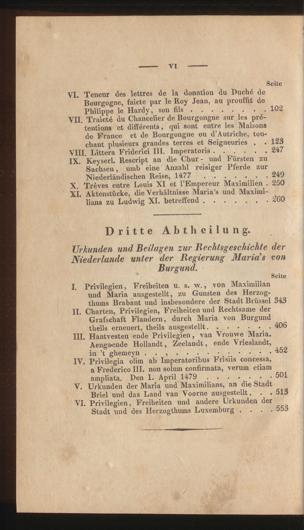 VI
Seite
VI. Teneur des lettres de la donation du Duché de
Bourgogne, faicte par le Roy Jean, au prouffit de
Philippe le Hardy, son fils . . . . . . . . 102
VII. Traieté du Chancelier de Bourgongne sur les pré-
tentions et différents, qui sont entre les Maisons
de France et de Bourgongne ou d'Autriche, tou-
chant plusieurs grandes terres et Seigneuries . . 123
VIII. Littera Friderici III. Imperatoris . . . . . . 247
IX. Keyserl. Rescript an die Chur- und Fürsten zu
Sachsen, umb eine Anzahl reisiger Pferde zur
Niederländischen Reise, 1477 . . . . . . . 249
X. Trèves entre Louis XI et l'Empereur Maximilien . 250
XI. Aktenstücke, die Verhältnisse Maria's und Maximi-
lians zu Ludwig XI. betreffend . . . . . . . 260
Dritte Abtheilung.
Urkunden und Beilagen zur Rechtsgeschichte der
Niederlande unter der Regierung Maria's von
Burgund.
Seite
I. Privilegien, Freiheiten u. s. w., von Maximilian
und Maria ausgestellt, zu Gunsten des Herzog-
thums Brabant und insbesondere der Stadt Brüssel 343
II. Charten, Privilegien, Freiheiten und Rechtsame der
Grafschaft Flandern, durch Maria von Burgund
theils erneuert, theils ausgestellt . . . . . . . 406
III. Hantvesten ende Privilegien, van Vrouwe Maria.
Aengaende Hollandt, Zeelandt, ende Vrieslandt,
in 't ghemeyn . . . . . . . . . . . . . 452
IV. Privilegia olim ab Imperatoribus Frisiis concessa,
a Frederico III. non solum confirmata, verum etiam
ampliata. Den 1. April 1479 . . . . . . . 501
V. Urkunden der Maria und Maximilians, an die Stadt
Briel und das Land van Voorne ausgestellt . . . 513
VI. Privilegien, Freiheiten und andere Urkunden der
Stadt und des Herzogthums Luxemburg . . . . . 553